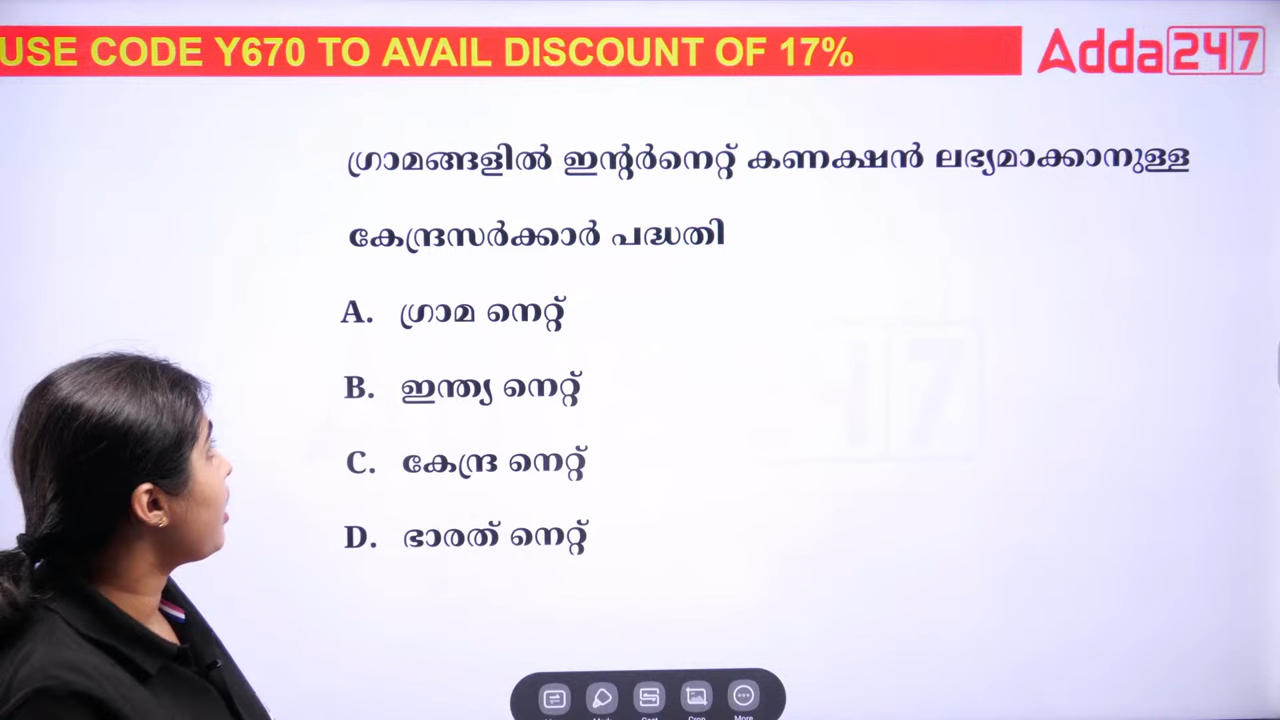 USE CODE Y670 TO AVAIL DISCOUNT OF 17%
Adda247
ഗ്രാമങ്ങളിൽ ഇന്റർനെറ്റ് കണക്ഷൻ ലഭ്യമാക്കാനുള്ള
കേന്ദ്രസർക്കാർ പദ്ധതി
A. ഗ്രാമ നെറ്റ്
B. ഇന്ത്യ നെറ്റ്
C. കേന്ദ്ര നെറ്റ്
D. ഭാരത് നെറ്റ്
More